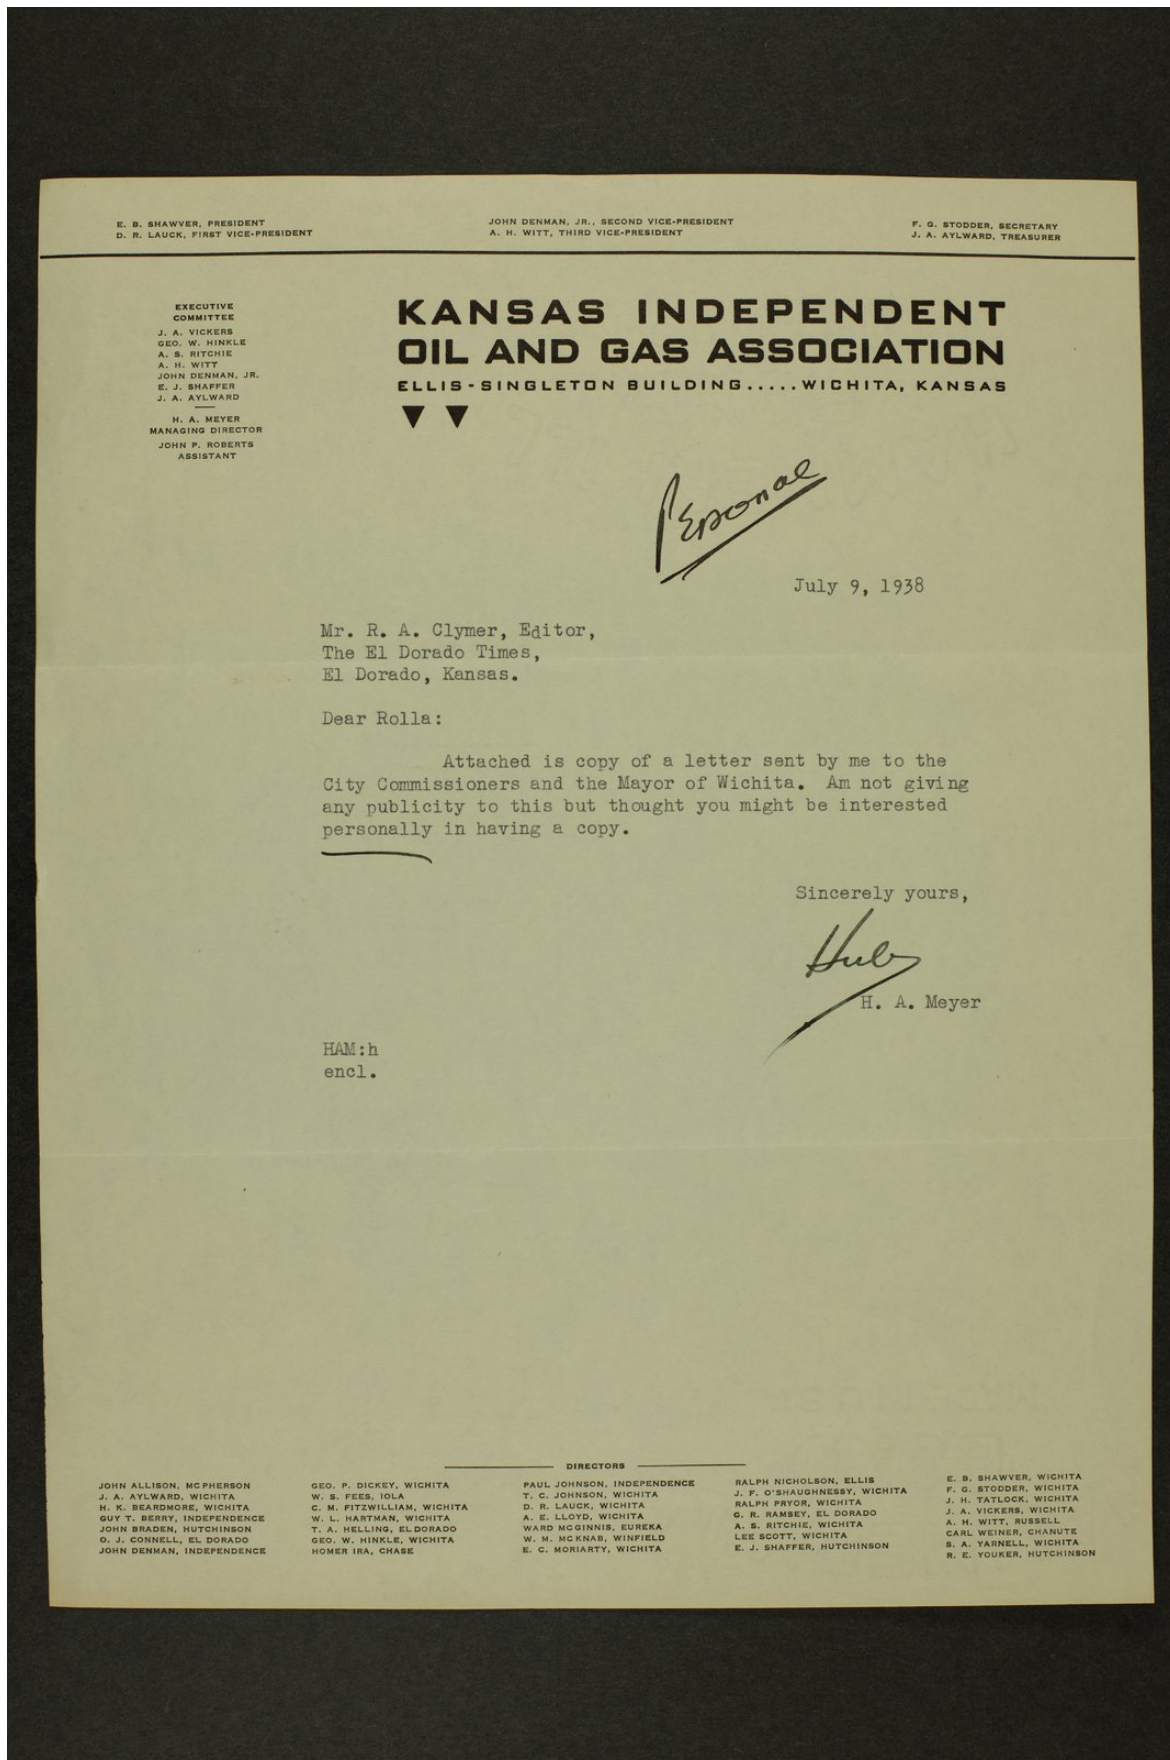 E. B. SHAWVER, PRESIDENT
D. R. LAUCK, FIRST VICE-PRESIDENT
JOHN DENMAN, JR., SECOND VICE-PRESIDENT
A. H. WITT, THIRD VICE-PRESIDENT
F. G. STODDER, SECRETARY
J. A. AYLWARD, TREASURER
EXECUTIVE
COMMITTEE
J. A. VICKERS
GEO. W. HINKLE
A. S. RITCHIE
A. H. WITT
JOHN DENMAN, JR.
E. J. SHAFFER
J. A. AYLWARD
H. A. MEYER
MANAGING DIRECTOR
JOHN P. ROBERTS
ASSISTANT
KANSAS INDEPENDENT
OIL AND GAS ASSOCIATION
ELLIS-SINGLETON BUILDING.....WICHITA, KANSAS
Personal
July 9, 1938
Mr. R. A. Clymer, Editor,
The El Dorado Times,
El Dorado, Kansas.
Dear Rolla:
Attached is copy of a letter sent by me to the
City Commissioners and the Mayor of Wichita. Am not giving
any publicity to this but thought you might be interested
personally in having a copy.
Sincerely yours,
H. A. Meyer
HAM:h
encl.
DIRECTORS
JOHN ALLISON, MCPHERSON
J. A. AYLWARD, WICHITA
H. K. BEARDMORE, WICHITA
GUY T. BERRY, INDEPENDENCE
JOHN BRADEN, HUTCHINSON
O. J. CONNELL, EL DORADO
JOHN DENMAN, INDEPENDENCE
GEO. P. DICKEY, WICHITA
W. S. FEES, IOLA
C. M. FITZWILLIAM, WICHITA
W. L. HARTMAN, WICHITA
T. A. HELLING, EL DORADO
GEO. W. HINKLE, WICHITA
HOMER IRA, CHASE
PAUL JOHNSON, INDEPENDENCE
T. C. JOHNSON, WICHITA
D. R. LAUCK, WICHITA
A. E. LLOYD, WICHITA
WARD MCGINNIS, EUREKA
W. M. MCKNAB, WINFIELD
E. C. MORIARTY, WICHITA
RALPH NICHOLSON, ELLIS
J. F. O'SHAUGHNESSY, WICHITA
RALPH PRYOR, WICHITA
G. R. RAMSEY, EL DORADO
A. S. RITCHIE, WICHITA
LEE SCOTT, WICHITA
E. J. SHAFFER, HUTCHINSON
E. B. SHAWVER, WICHITA
F. G. STODDER, WICHITA
J. H. TATLOCK, WICHITA
J. A. VICKERS, WICHITA
A. H. WITT, RUSSELL
CARL WEINER, CHANUTE
S. A. YARNELL, WICHITA
R. E. YOUKER, HUTCHINSON